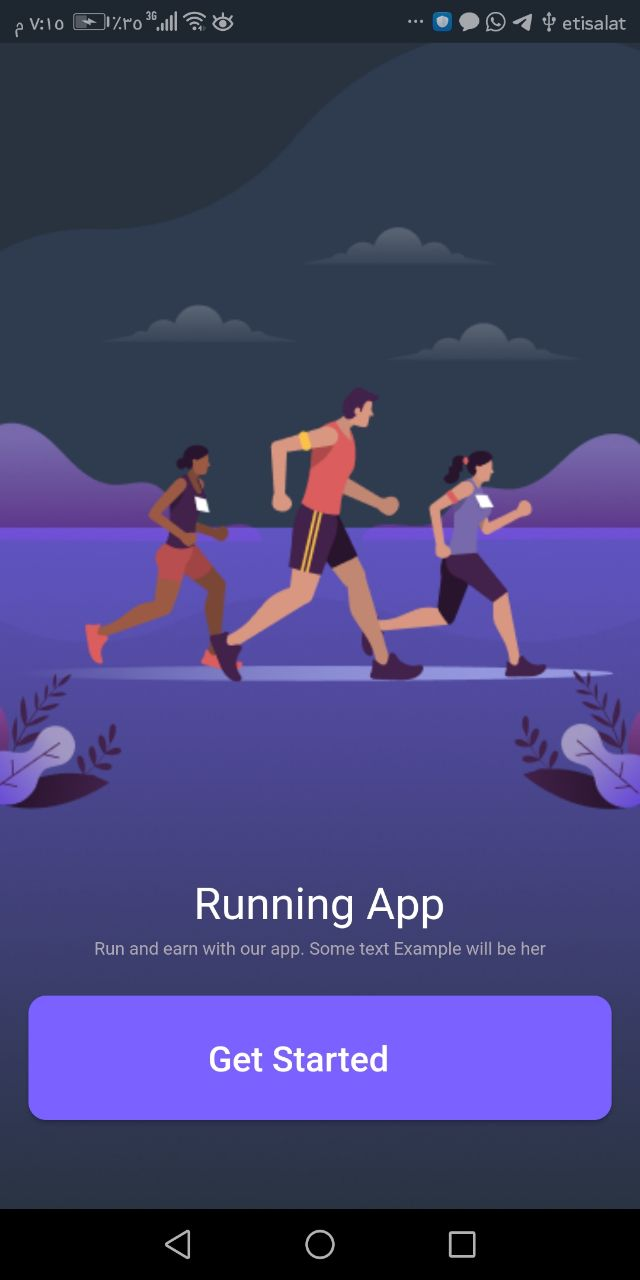 م ٧:١٥ ٪٣٥ 3G etisalat
Running App
Run and earn with our app. Some text Example will be her
Get Started